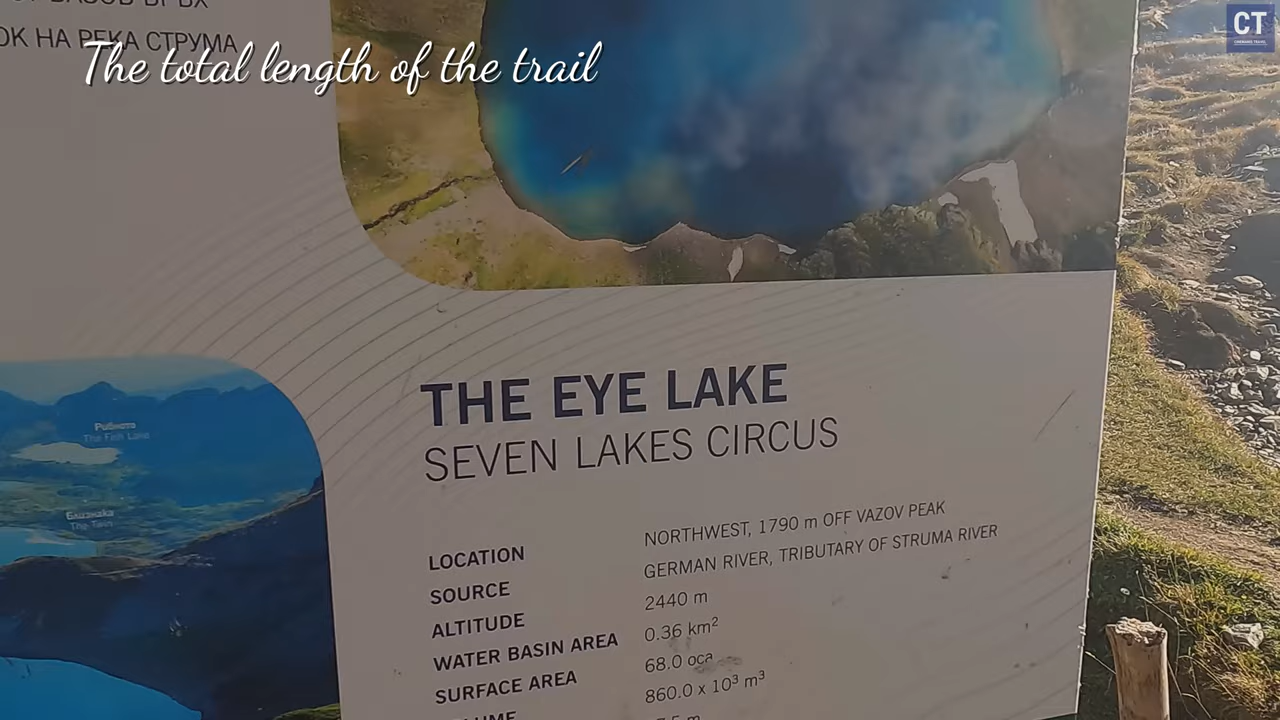 ОК НА РЕКА СТРУМА
The total length of the trail
CT
Рибното
The Fish Lake
Близнака
The Twin
THE EYE LAKE
SEVEN LAKES CIRCUS
LOCATION NORTHWEST, 1790 m OFF VAZOV PEAK
SOURCE GERMAN RIVER, TRIBUTARY OF STRUMA RIVER
ALTITUDE 2440 m
WATER BASIN AREA 0.36 km²
SURFACE AREA 68.0 oca
860.0 x 10³ m³